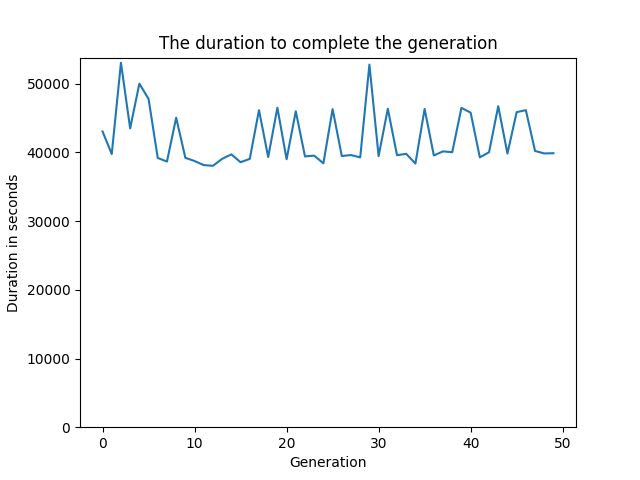 The duration to complete the generation
50000
40000
30000
20000
10000
0
Duration in seconds
0 10 20 30 40 50
Generation